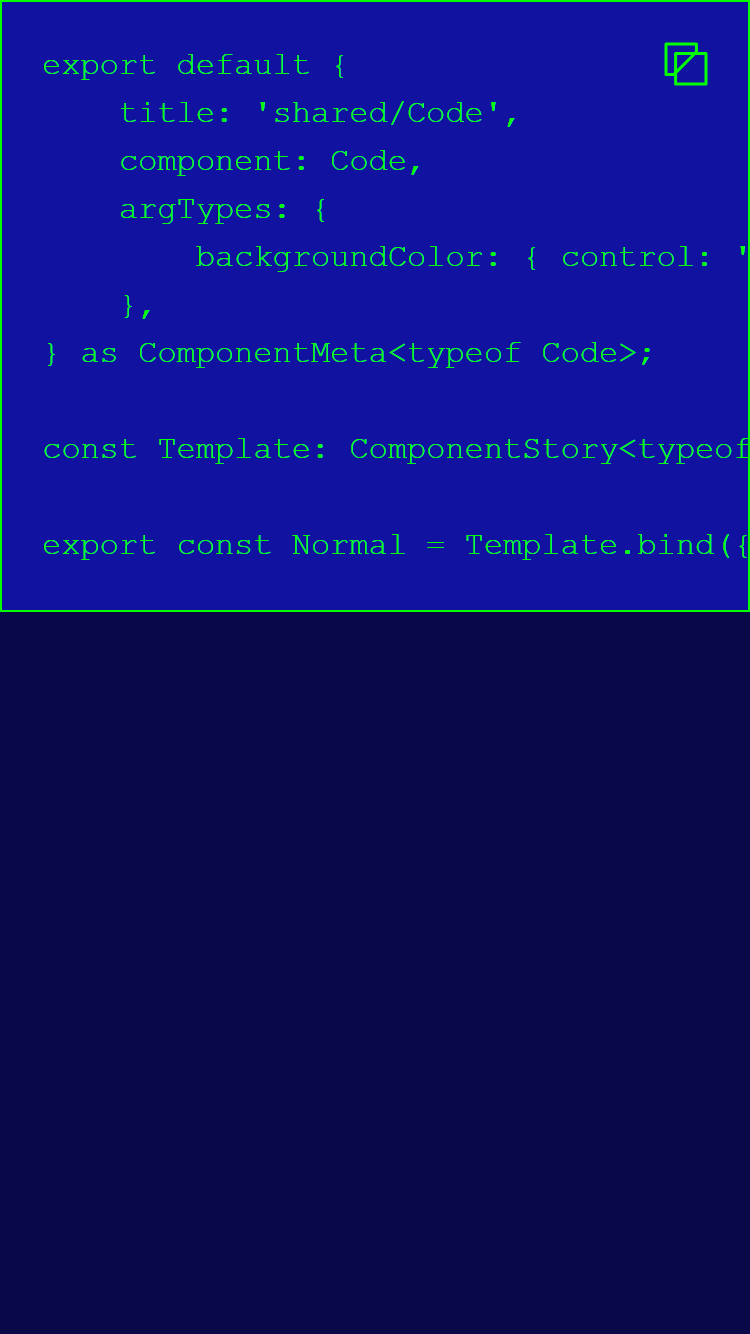 export default {
    title: 'shared/Code',
    component: Code,
    argTypes: {
        backgroundColor: { control: '
    },
} as ComponentMeta<typeof Code>;

const Template: ComponentStory<typeof

export const Normal = Template.bind({